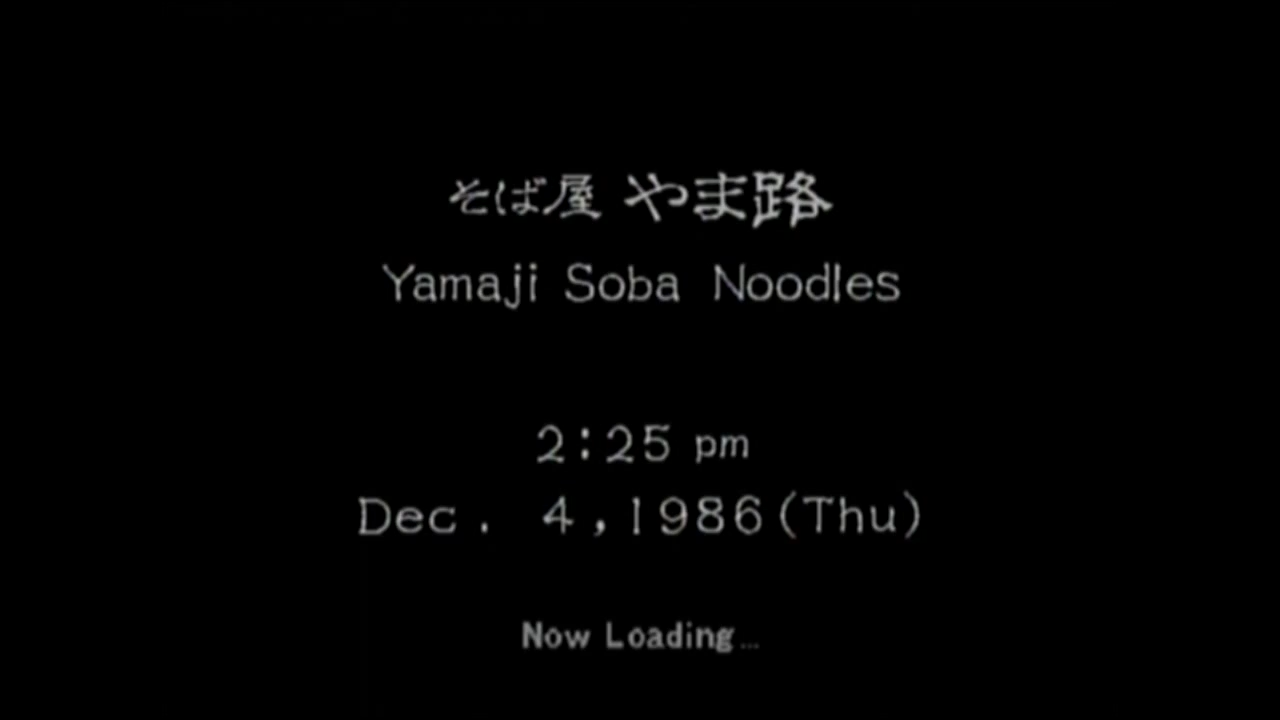 そば屋 やま路
Yamaji Soba Noodles
2:25 pm
Dec. 4,1986(Thu)
Now Loading...